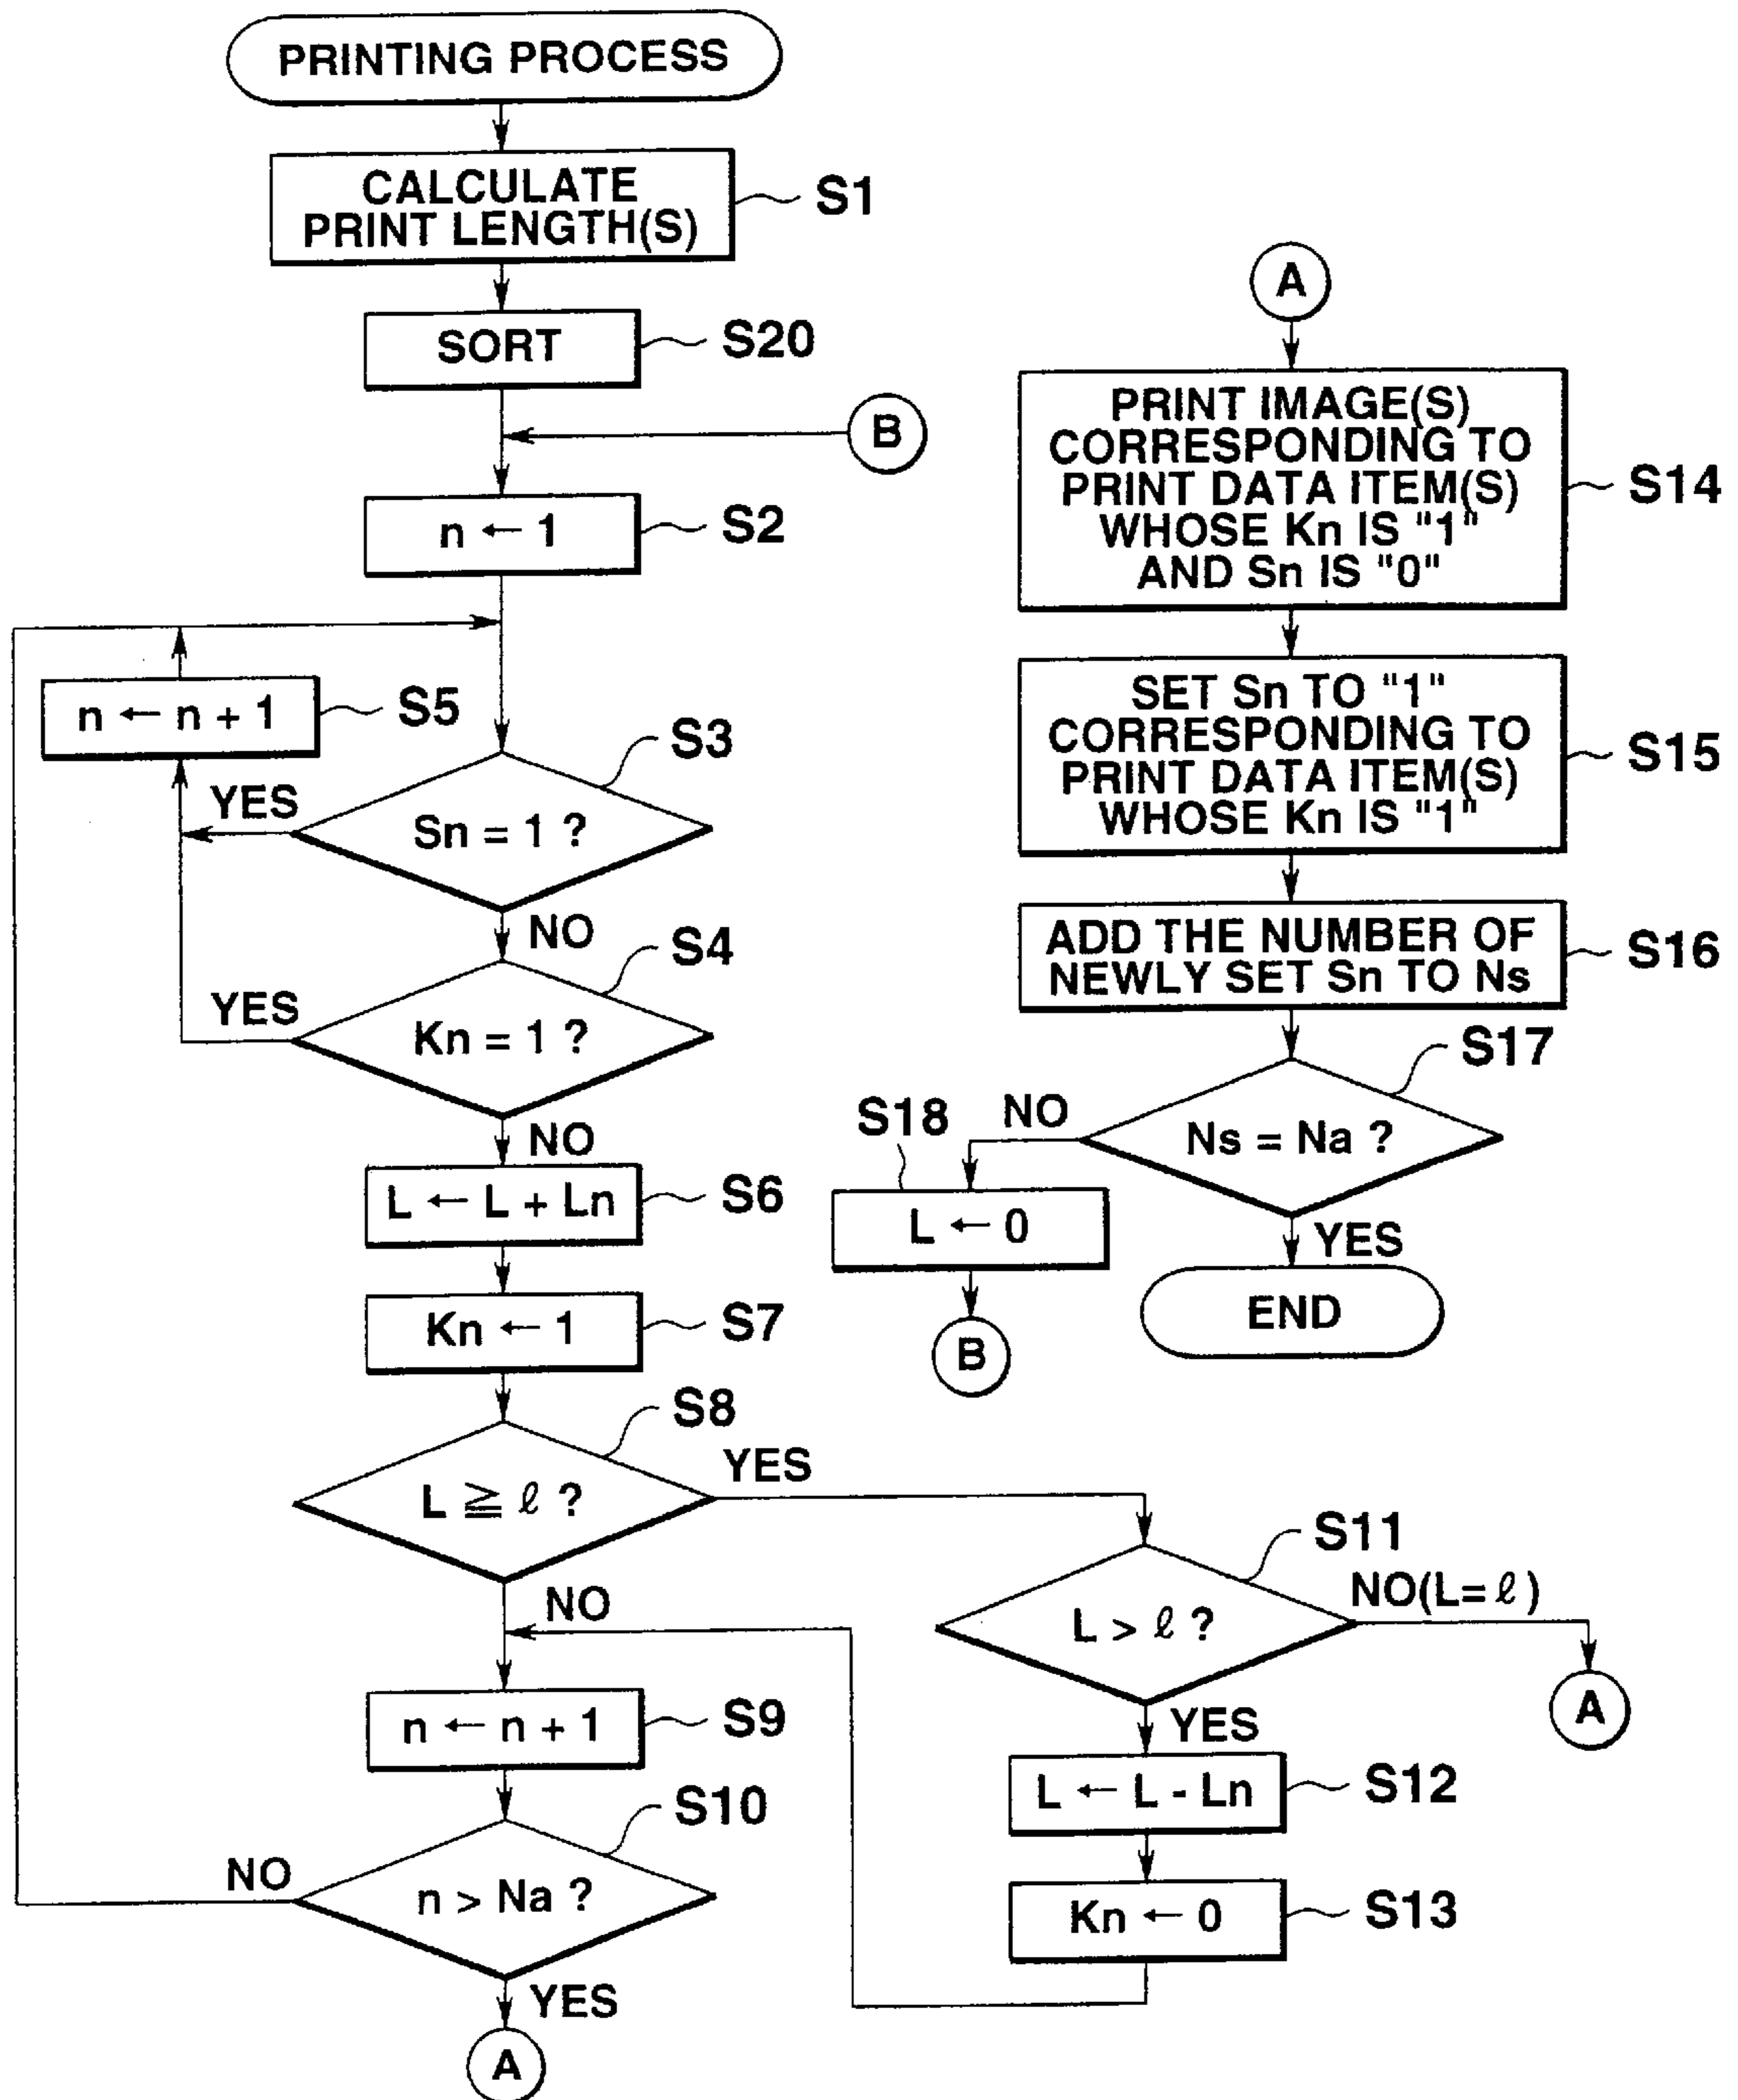 PRINTING PROCESS
CALCULATE
PRINT LENGTH(S)
S1
SORT
S20
B
n ← 1
S2
n ← n + 1
S5
S3
YES
Sn = 1 ?
NO
S4
YES
Kn = 1 ?
NO
L ← L + Ln
S6
Kn ← 1
S7
S8
YES
L ≧ ℓ ?
NO
n ← n + 1
S9
S10
NO
n > Na ?
YES
A
S11
NO(L=ℓ)
L > ℓ ?
A
YES
L ← L - Ln
S12
Kn ← 0
S13
A
PRINT IMAGE(S)
CORRESPONDING TO
PRINT DATA ITEM(S)
WHOSE Kn IS "1"
AND Sn IS "0"
S14
SET Sn TO "1"
CORRESPONDING TO
PRINT DATA ITEM(S)
WHOSE Kn IS "1"
S15
ADD THE NUMBER OF
NEWLY SET Sn TO Ns
S16
S17
NO
Ns = Na ?
S18
L ← 0
B
YES
END